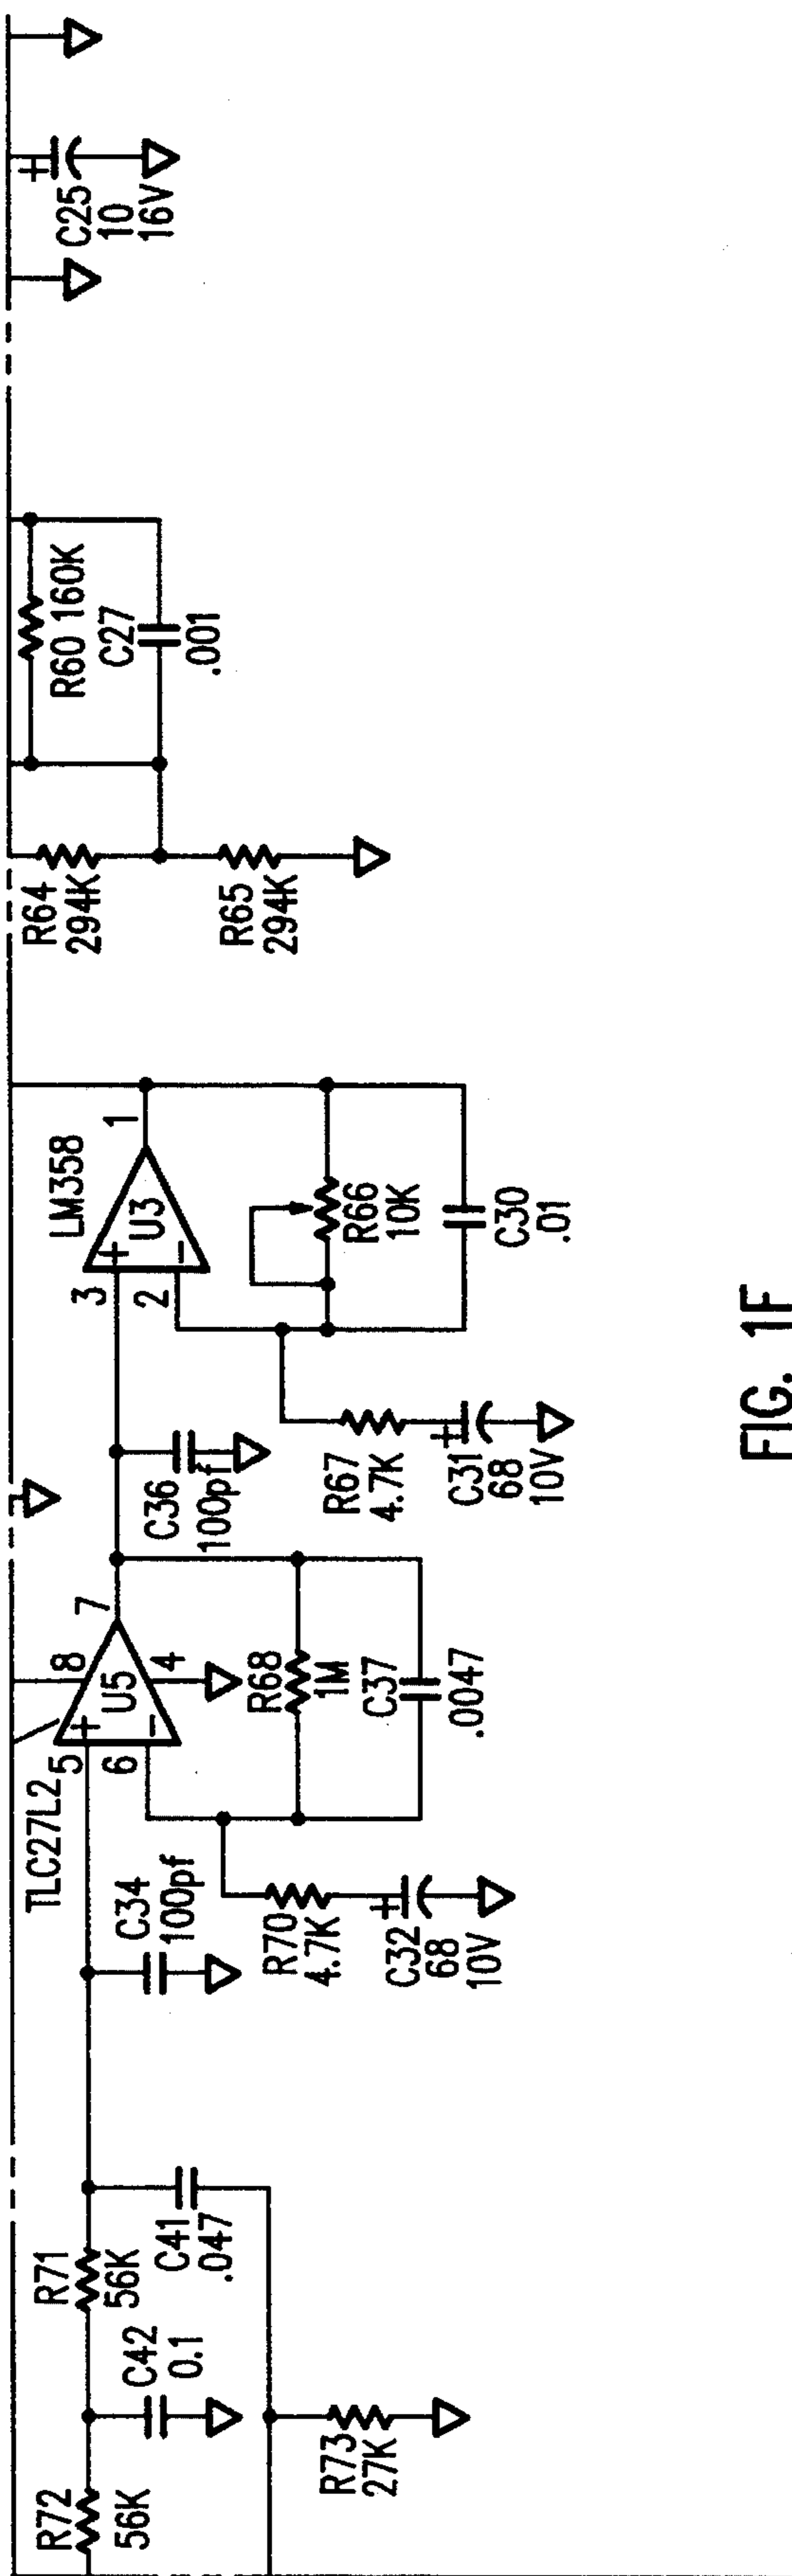 C25
10
16V
R60 160K
C27
.001
R64
294K
R65
294K
LM358
1
+
U3
-
3
2
R66
10K
C30
.01
C36
100pf
R67
4.7K
+
C31
68
10V
TLC27L2
7
8
+
U5
-
4
5
6
R68
1M
C37
.0047
C34
100pf
R70
4.7K
+
C32
68
10V
R71
56K
C41
.047
C42
0.1
R72
56K
R73
27K
FIG. 1F